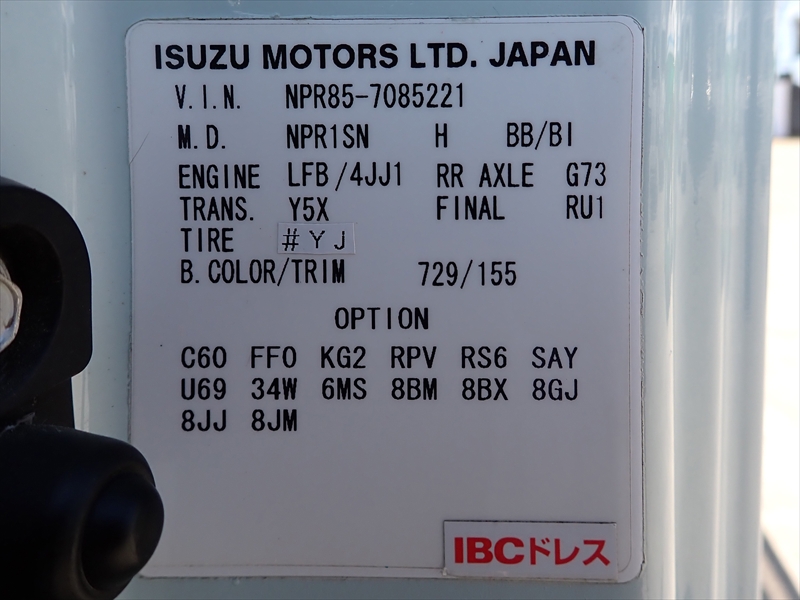 ISUZU MOTORS LTD. JAPAN
V.I.N. NPR85-7085221
M.D. NPR1SN H BB/BI
ENGINE LFB/4JJ1 RR AXLE G73
TRANS. Y5X FINAL RU1
TIRE #YJ
B.COLOR/TRIM 729/155
OPTION
C60 FF0 KG2 RPV RS6 SAY
U69 34W 6MS 8BM 8BX 8GJ
8JJ 8JM
IBCドレス